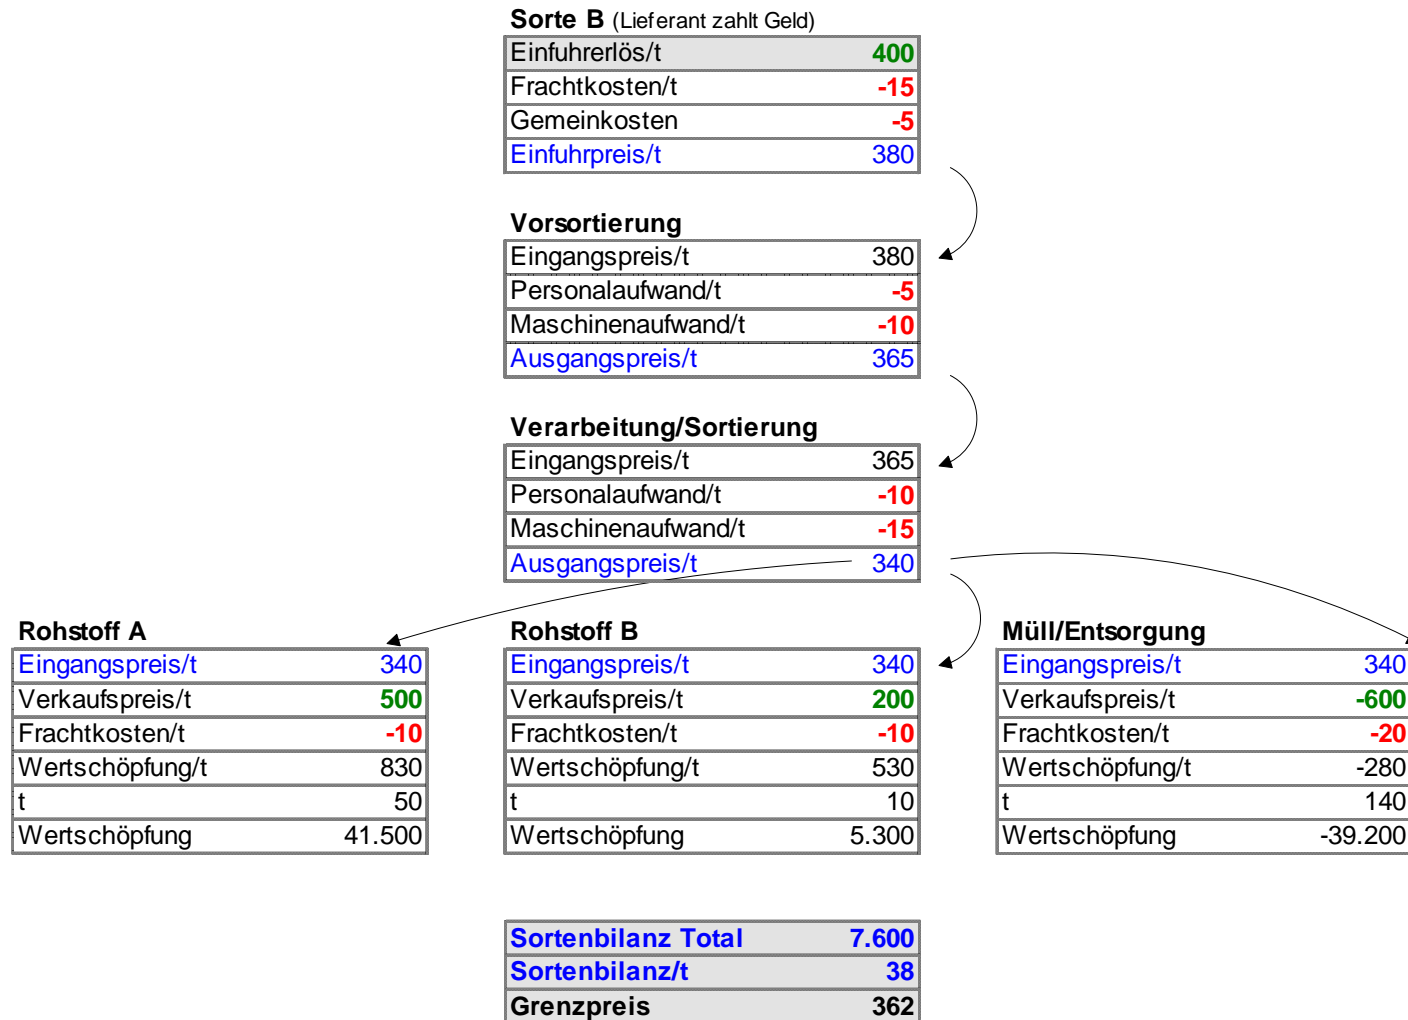 Sorte B (Lieferant zahlt Geld)
Einfuhrerlös/t 400
Frachtkosten/t -15
Gemeinkosten -5
Einfuhrpreis/t 380
Vorsortierung
Eingangspreis/t 380
Personalaufwand/t -5
Maschinenaufwand/t -10
Ausgangspreis/t 365
Verarbeitung/Sortierung
Eingangspreis/t 365
Personalaufwand/t -10
Maschinenaufwand/t -15
Ausgangspreis/t 340
Rohstoff A
Eingangspreis/t 340
Verkaufspreis/t 500
Frachtkosten/t -10
Wertschöpfung/t 830
t 50
Wertschöpfung 41.500
Rohstoff B
Eingangspreis/t 340
Verkaufspreis/t 200
Frachtkosten/t -10
Wertschöpfung/t 530
t 10
Wertschöpfung 5.300
Müll/Entsorgung
Eingangspreis/t 340
Verkaufspreis/t -600
Frachtkosten/t -20
Wertschöpfung/t -280
t 140
Wertschöpfung -39.200
Sortenbilanz Total 7.600
Sortenbilanz/t 38
Grenzpreis 362